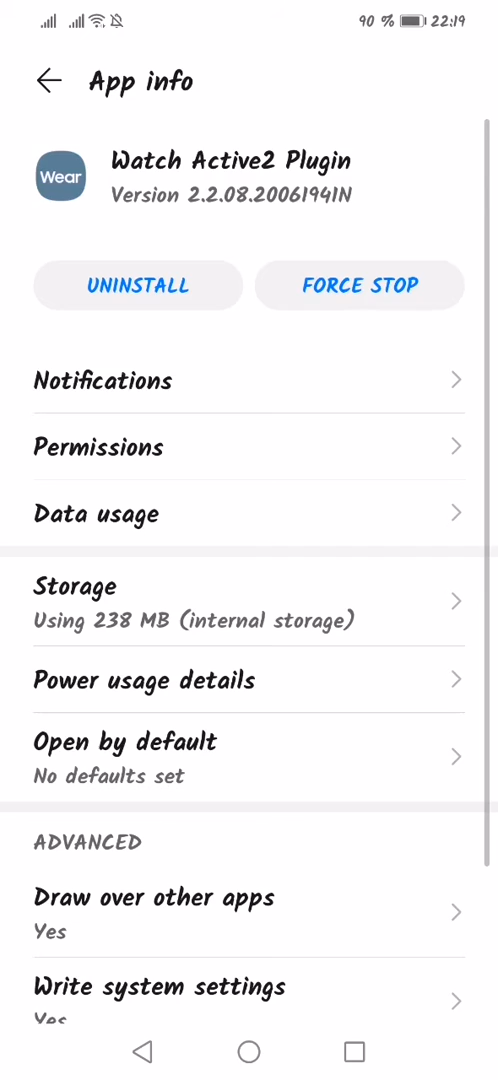 90 % 22:19
App info
Wear
Watch Active2 Plugin
Version 2.2.08.20061941N
UNINSTALL
FORCE STOP
Notifications
Permissions
Data usage
Storage
Using 238 MB (internal storage)
Power usage details
Open by default
No defaults set
ADVANCED
Draw over other apps
Yes
Write system settings
Yes